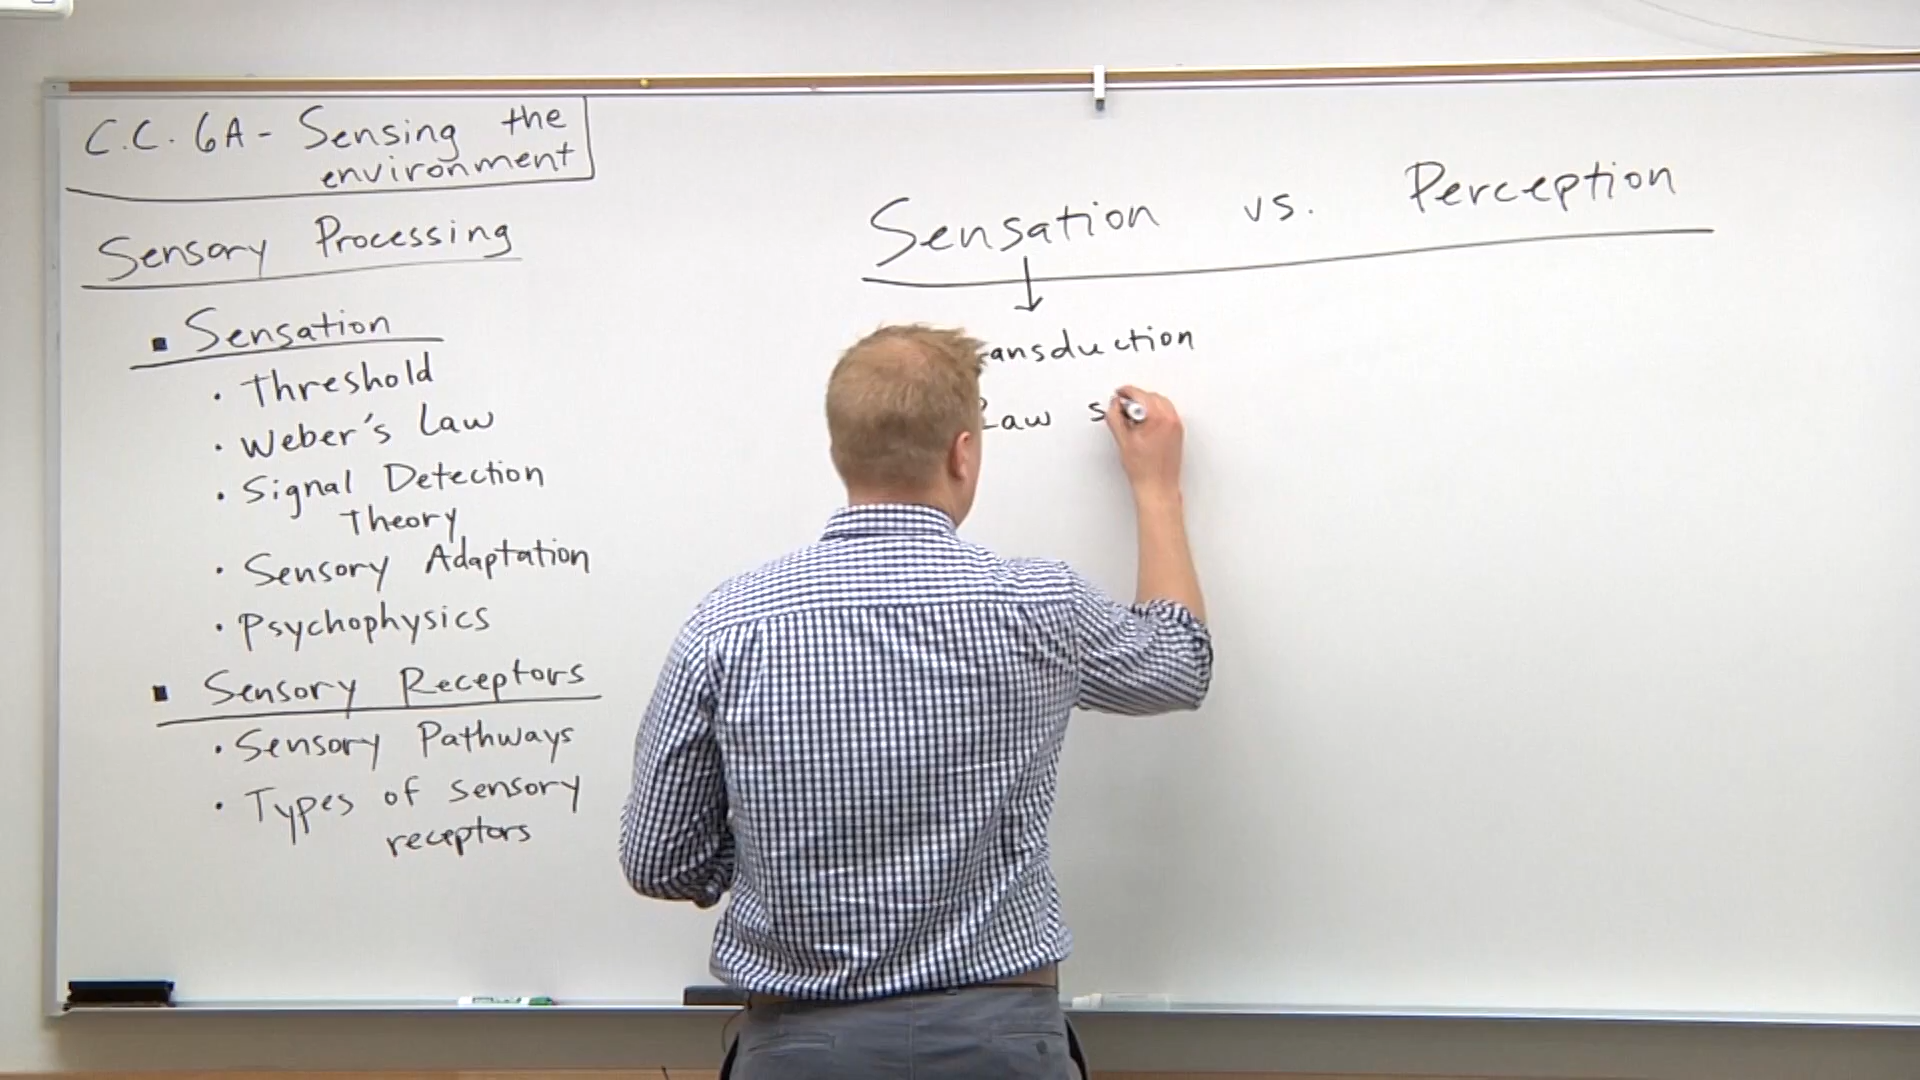 C.C. 6A - Sensing the
environment
Sensory Processing
▪ Sensation
• Threshold
• Weber's Law
• Signal Detection
Theory
• Sensory Adaptation
• Psychophysics
▪ Sensory Receptors
• Sensory Pathways
• Types of sensory
receptors
Sensation vs. Perception
ansduction
Raw s